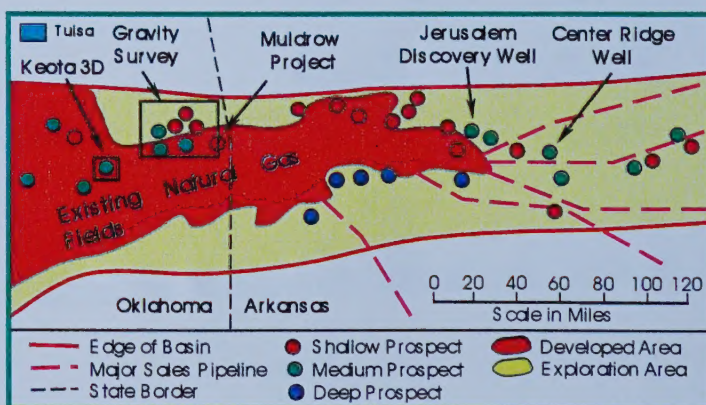 Tulsa
Gravity
Survey
Keota 3D
Muldrow
Project
Jerusalem
Discovery Well
Center Ridge
Well
Existing Natural Gas
Fields
Oklahoma
Arkansas
0 20 40 60 80 100 120
Scale in Miles
Edge of Basin
Major Sales Pipeline
State Border
Shallow Prospect
Medium Prospect
Deep Prospect
Developed Area
Exploration Area